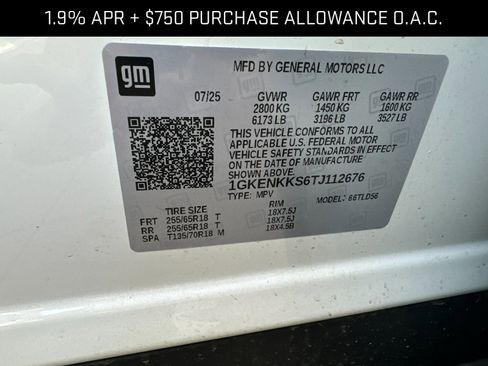 1.9% APR + $750 PURCHASE ALLOWANCE O.A.C.
gm
MFD BY GENERAL MOTORS LLC
07/25 GVWR GAWR FRT GAWR RR
2800 KG 1450 KG 1600 KG
6173 LB 3196 LB 3527 LB
THIS VEHICLE CONFORMS TO ALL
APPLICABLE U.S. FEDERAL MOTOR
VEHICLE SAFETY STANDARDS IN EFFECT
ON THE DATE OF MANUFACTURE
SHOWN ABOVE.
1GKENKKS6TJ112676
TYPE: MPV MODEL: 66TLD56
TIRE SIZE RIM
FRT 255/65R18 T 18X7.5J
RR 255/65R18 T 18X7.5J
SPA T135/70R18 M 18X4.5B